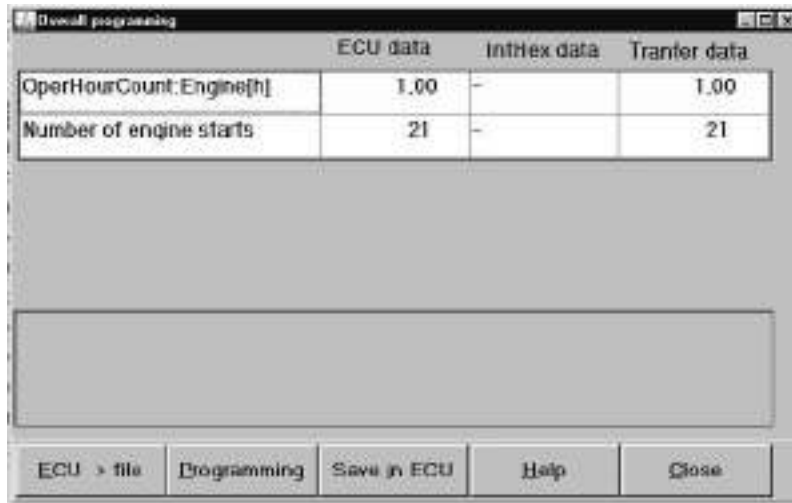 Overall programming
ECU data IntHex data Tranfer data
OperHourCount:Engine[h] 1.00 - 1.00
Number of engine starts 21 - 21
ECU > file Programming Save in ECU Help Close